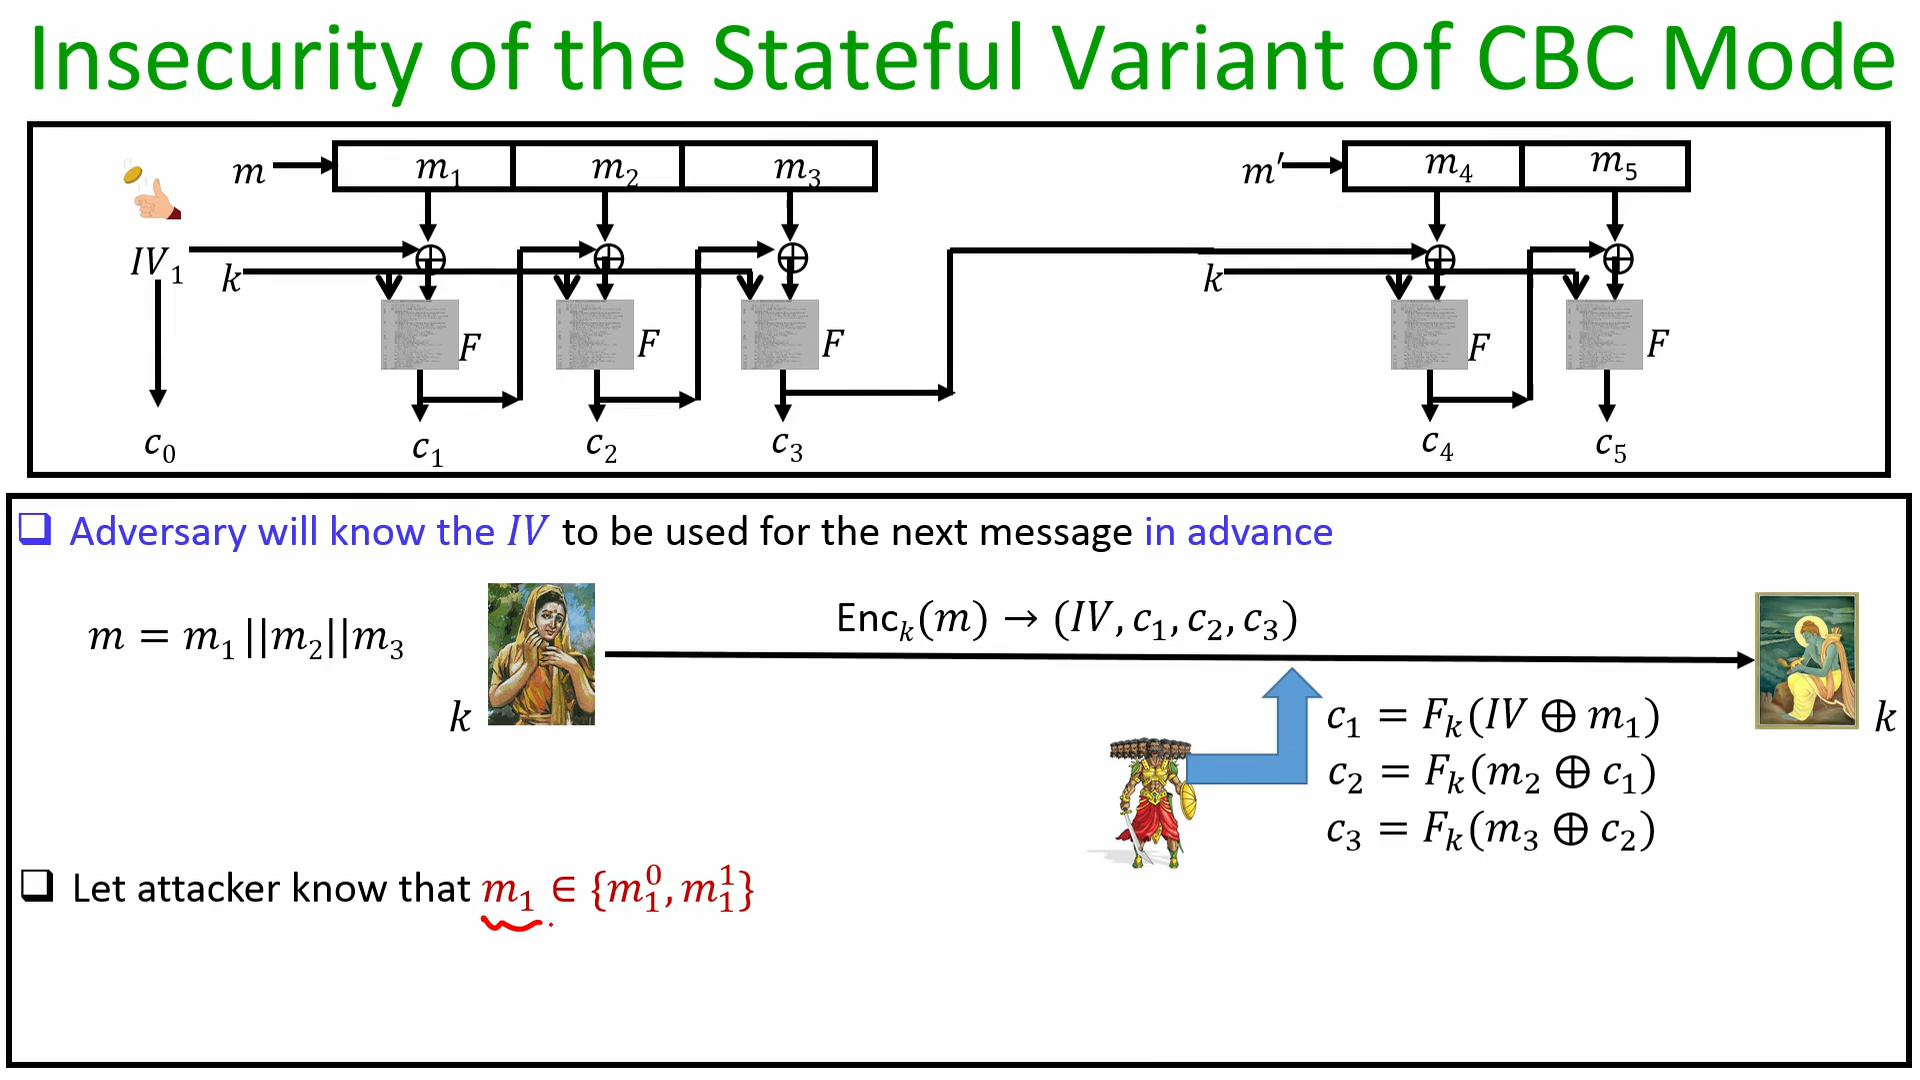 Insecurity of the Stateful Variant of CBC Mode
m m₁ m₂ m₃ m′ m₄ m₅
IV₁ k k
F F F F F
c₀ c₁ c₂ c₃ c₄ c₅
❑ Adversary will know the IV to be used for the next message in advance
m = m₁||m₂||m₃
Encₖ(m) → (IV, c₁, c₂, c₃)
k k
c₁ = Fₖ(IV ⊕ m₁)
c₂ = Fₖ(m₂ ⊕ c₁)
c₃ = Fₖ(m₃ ⊕ c₂)
❑ Let attacker know that m₁ ∈ {m₁⁰, m₁¹}